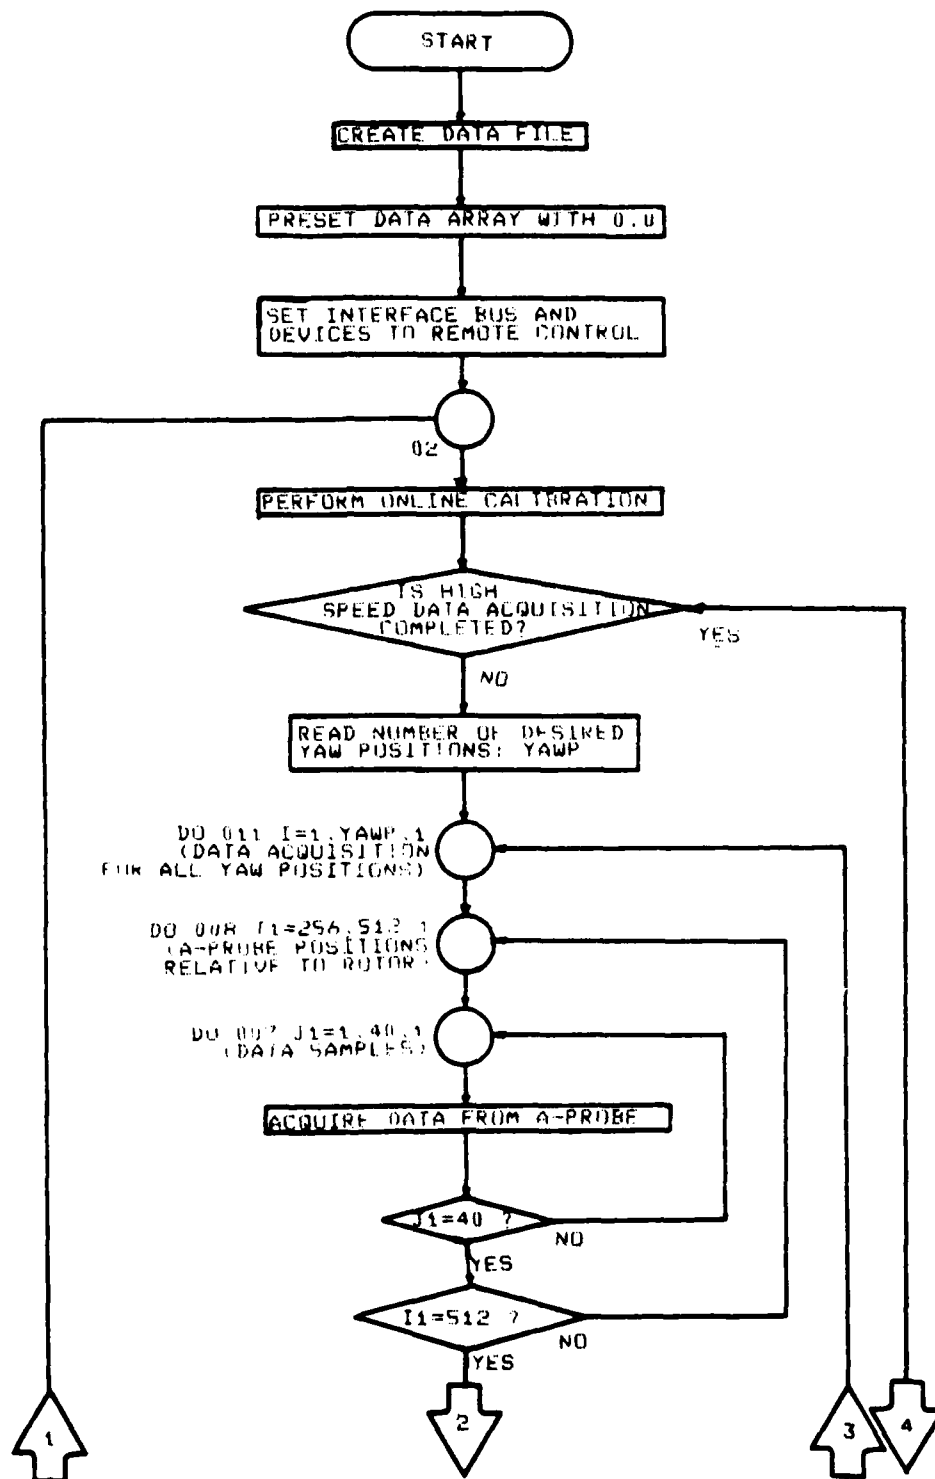 START
CREATE DATA FILE
PRESET DATA ARRAY WITH 0.0
SET INTERFACE BUS AND
DEVICES TO REMOTE CONTROL
02
PERFORM ONLINE CALIBRATION
IS HIGH
SPEED DATA ACQUISITION
COMPLETED?
YES
NO
READ NUMBER OF DESIRED
YAW POSITIONS: YAWP
DO 011 I=1,YAWP,1
(DATA ACQUISITION
FOR ALL YAW POSITIONS)
DO 008 I1=256,512,1
(A-PROBE POSITIONS
RELATIVE TO ROTOR)
DO 007 J1=1,40,1
(DATA SAMPLES)
ACQUIRE DATA FROM A-PROBE
J1=40 ?
NO
YES
I1=512 ?
NO
YES
1
2
3
4